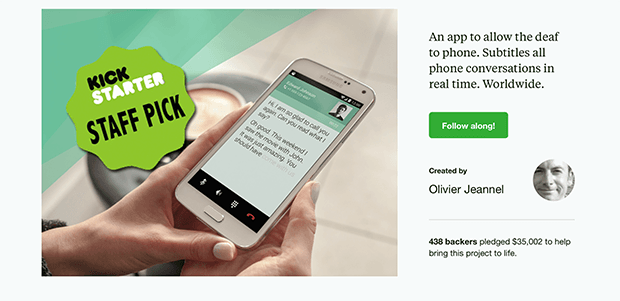 KICK
STARTER
STAFF PICK
Hi, I am so glad to call you
again. Can you read what I
say?
Oh good. This weekend I
saw the movie with John.
It was just amazing. You
should have
An app to allow the deaf
to phone. Subtitles all
phone conversations in
real time. Worldwide.
Follow along!
Created by
Olivier Jeannel
438 backers pledged $35,002 to help
bring this project to life.